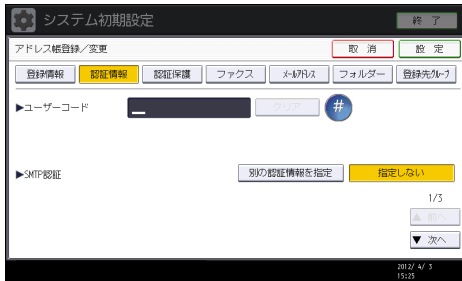 システム初期設定 終 了
アドレス帳登録／変更 取 消 設 定
登録情報 認証情報 認証保護 ファクス ﾒｰﾙｱﾄﾞﾚｽ フォルダー 登録先ｸﾞﾙｰﾌﾟ
▶ユーザーコード クリア #
▶SMTP認証 別の認証情報を指定 指定しない
1/3
▲ 前へ
▼ 次へ
2012/ 4/ 3
15:25